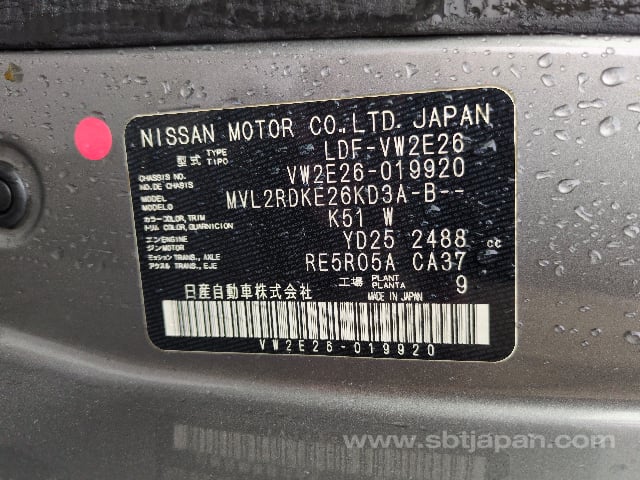 NISSAN MOTOR CO.,LTD. JAPAN
型式 TYPE TIPO LDF-VW2E26
CHASSIS NO. NO. DE CHASSIS VW2E26-019920
MODEL MODELO MVL2RDKE26KD3A-B--
カラー COLOR, TRIM トリム COLOR, GUARNICION K51 W
エンジン ENGINE MOTOR YD25 2488 cc
ミッション TRANS., AXLE アクスル TRANS., EJE RE5R05A CA37
工場 PLANT PLANTA 9
日産自動車株式会社 MADE IN JAPAN
VW2E26-019920
www.sbtjapan.com